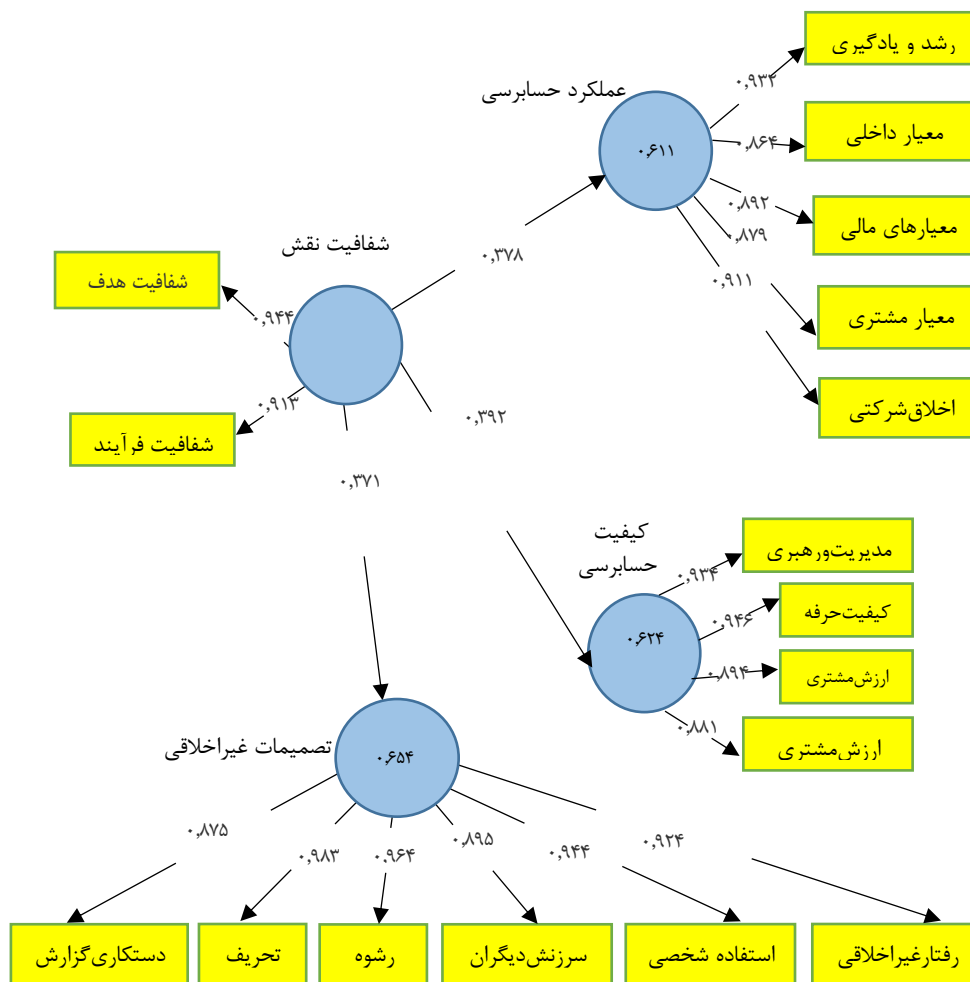 رشد و یادگیری
۰,۹۳۴
عملکرد حسابرسی
معیار داخلی
۰,۸۶۴
۰,۶۱۱
۰,۸۹۲
معیارهای مالی
۰,۸۷۹
شفافیت نقش
۰,۳۷۸
۰,۹۱۱
شفافیت هدف
۰,۹۴۴
معیار مشتری
۰,۹۱۳
۰,۳۹۲
اخلاق‌شرکتی
شفافیت فرآیند
۰,۳۷۱
کیفیت
حسابرسی
مدیریت‌ورهبری
۰,۹۳۴
کیفیت‌حرفه
۰,۹۴۶
۰,۶۲۴
۰,۸۹۴
ارزش‌مشتری
۰,۸۸۱
ارزش‌مشتری
تصمیمات غیراخلاقی
۰,۶۵۴
۰,۸۷۵
۰,۹۸۳
۰,۹۶۴
۰,۸۹۵
۰,۹۴۴
۰,۹۲۴
رفتارغیراخلاقی
استفاده شخصی
سرزنش‌دیگران
رشوه
تحریف
دستکاری‌گزارش